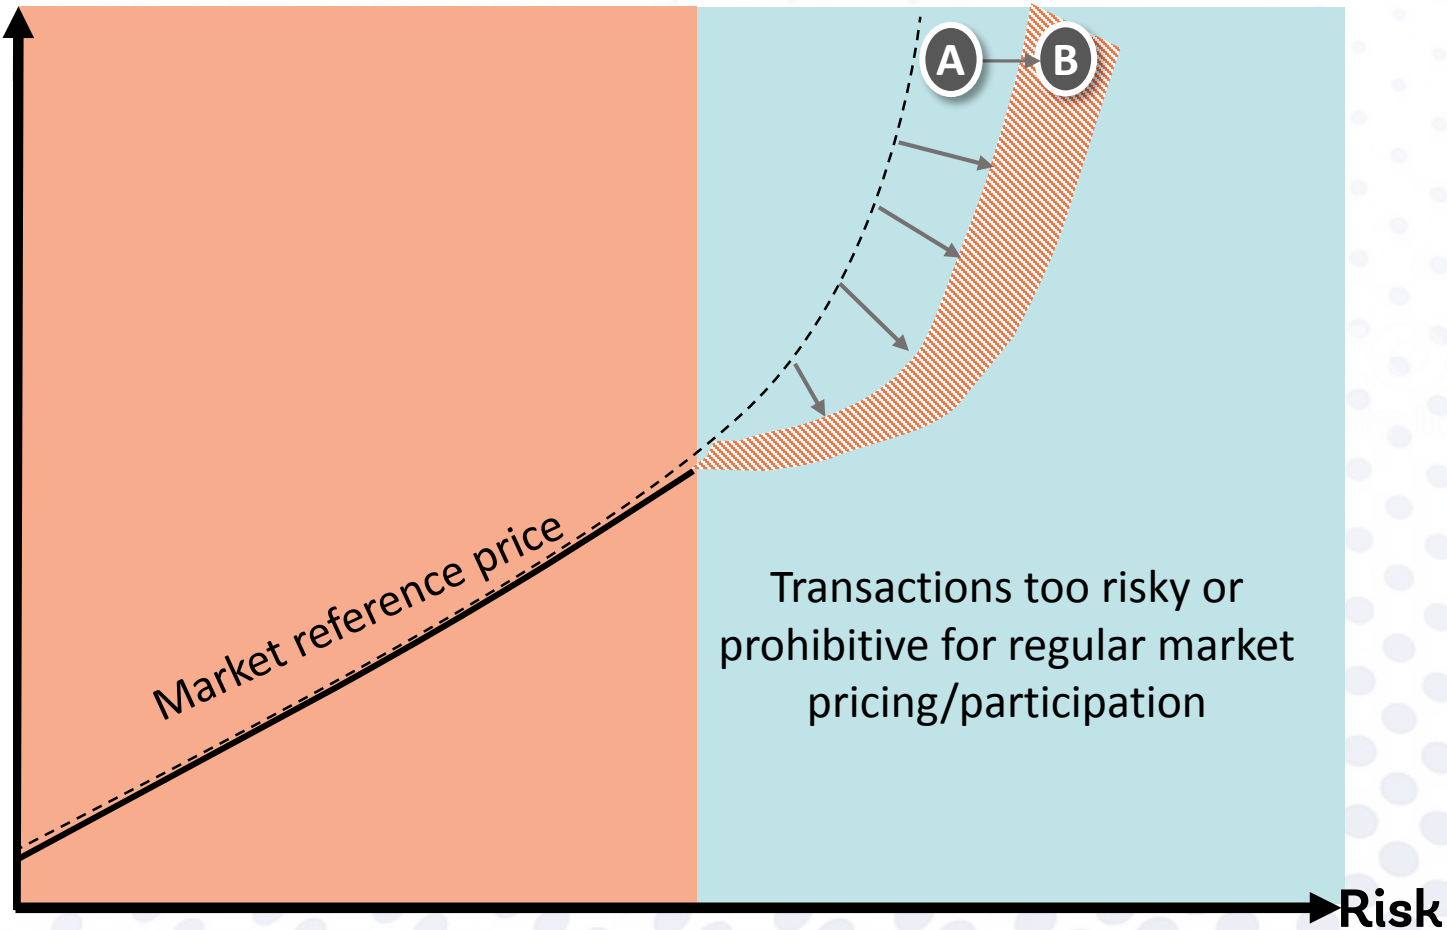 A
B
Market reference price
Transactions too risky or
prohibitive for regular market
pricing/participation
Risk